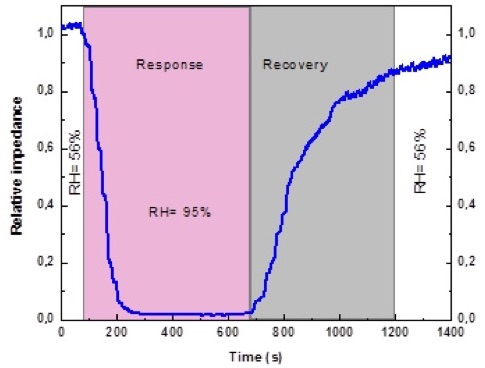 1,0
0,8
0,6
0,4
0,2
0,0
Relative impedance
RH= 56%
Response
RH= 95%
Recovery
RH= 56%
1,0
0,8
0,6
0,4
0,2
0,0
0 200 400 600 800 1000 1200 1400
Time (s)